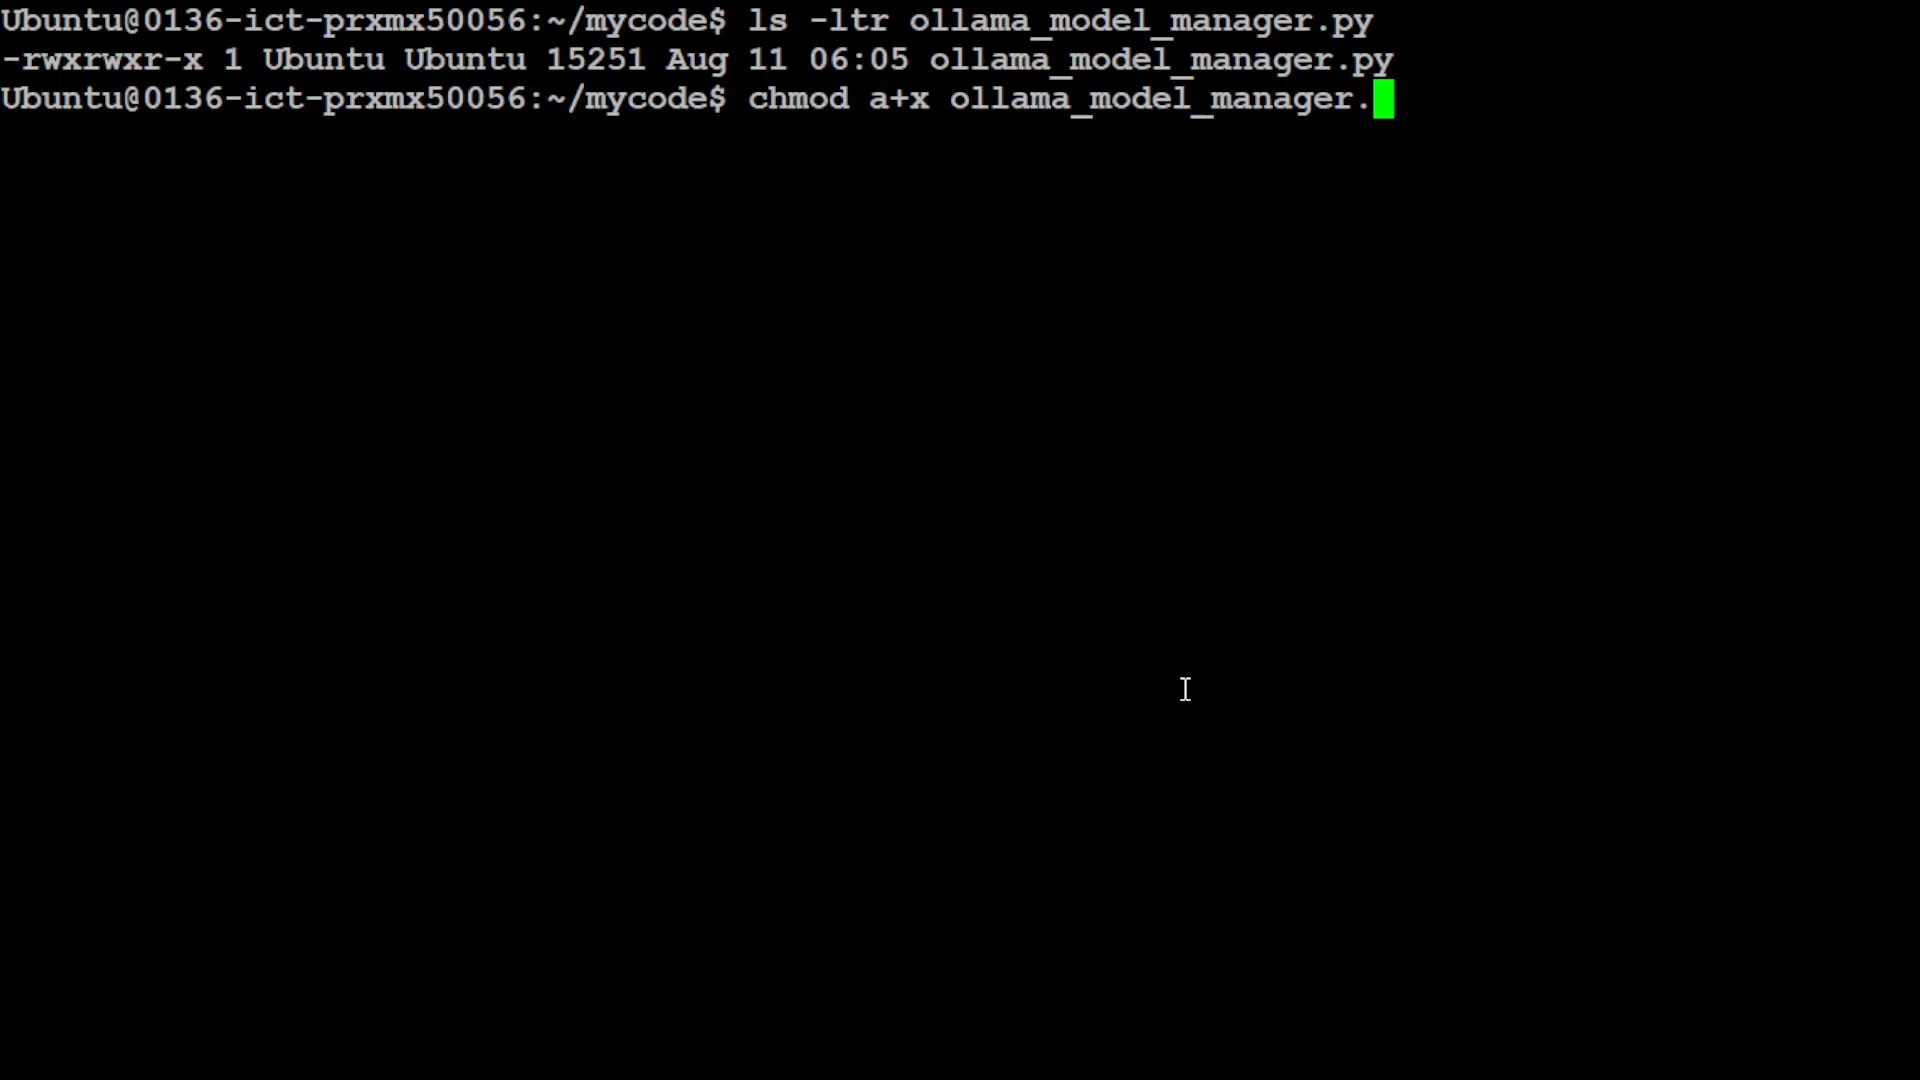 Ubuntu@0136-ict-prxmx50056:~/mycode$ ls -ltr ollama_model_manager.py
-rwxrwxr-x 1 Ubuntu Ubuntu 15251 Aug 11 06:05 ollama_model_manager.py
Ubuntu@0136-ict-prxmx50056:~/mycode$ chmod a+x ollama_model_manager.